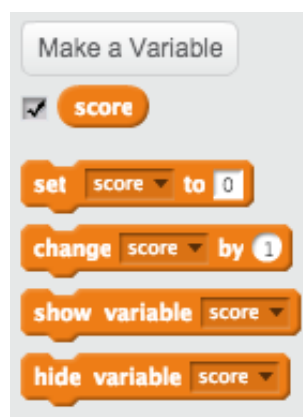 Make a Variable
score
set score to 0
change score by 1
show variable score
hide variable score